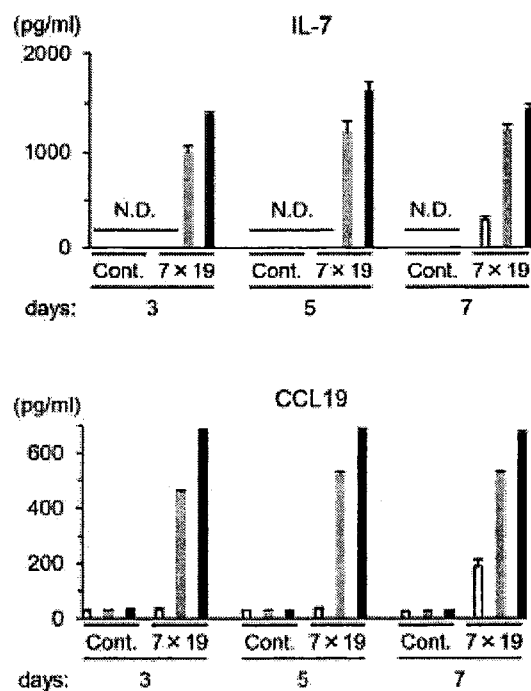 IL-7
(pg/ml)
2000
1000
0
N.D. N.D. N.D.
Cont. 7 × 19 Cont. 7 × 19 Cont. 7 × 19
days: 3 5 7
CCL19
(pg/ml)
600
400
200
0
Cont. 7 × 19 Cont. 7 × 19 Cont. 7 × 19
days: 3 5 7